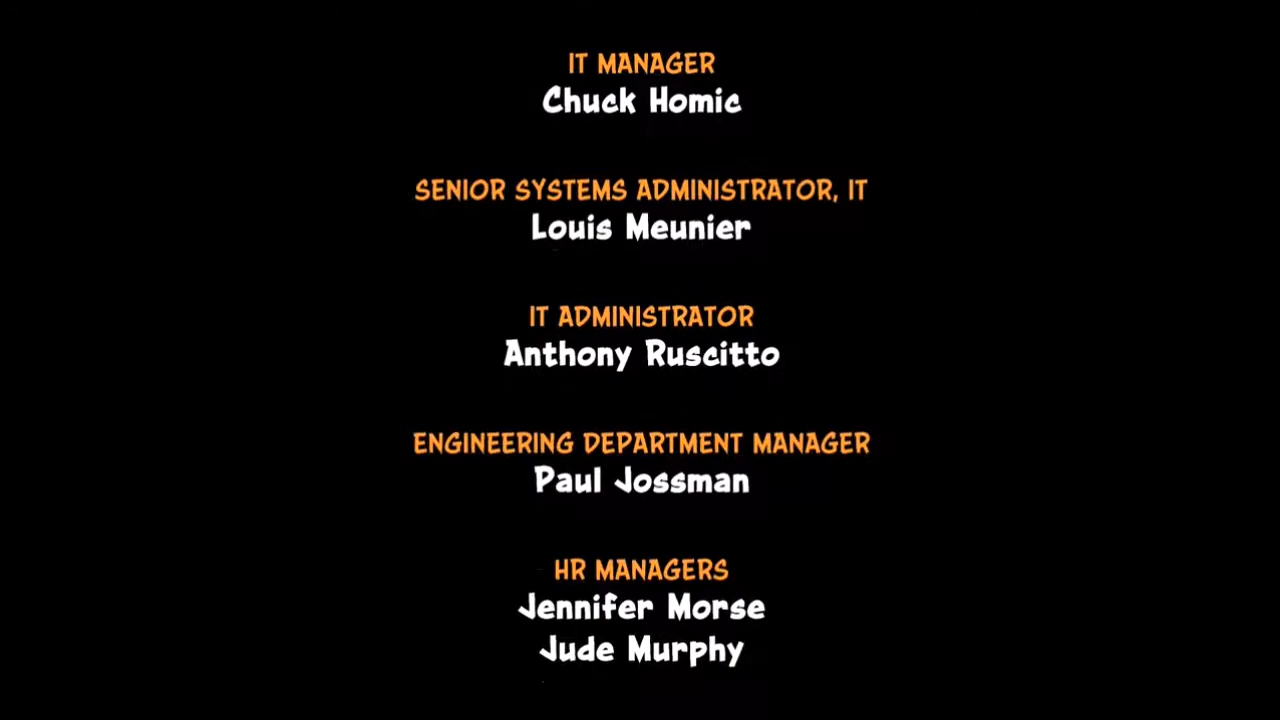 IT MANAGER
Chuck Homic
SENIOR SYSTEMS ADMINISTRATOR, IT
Louis Meunier
IT ADMINISTRATOR
Anthony Ruscitto
ENGINEERING DEPARTMENT MANAGER
Paul Jossman
HR MANAGERS
Jennifer Morse
Jude Murphy